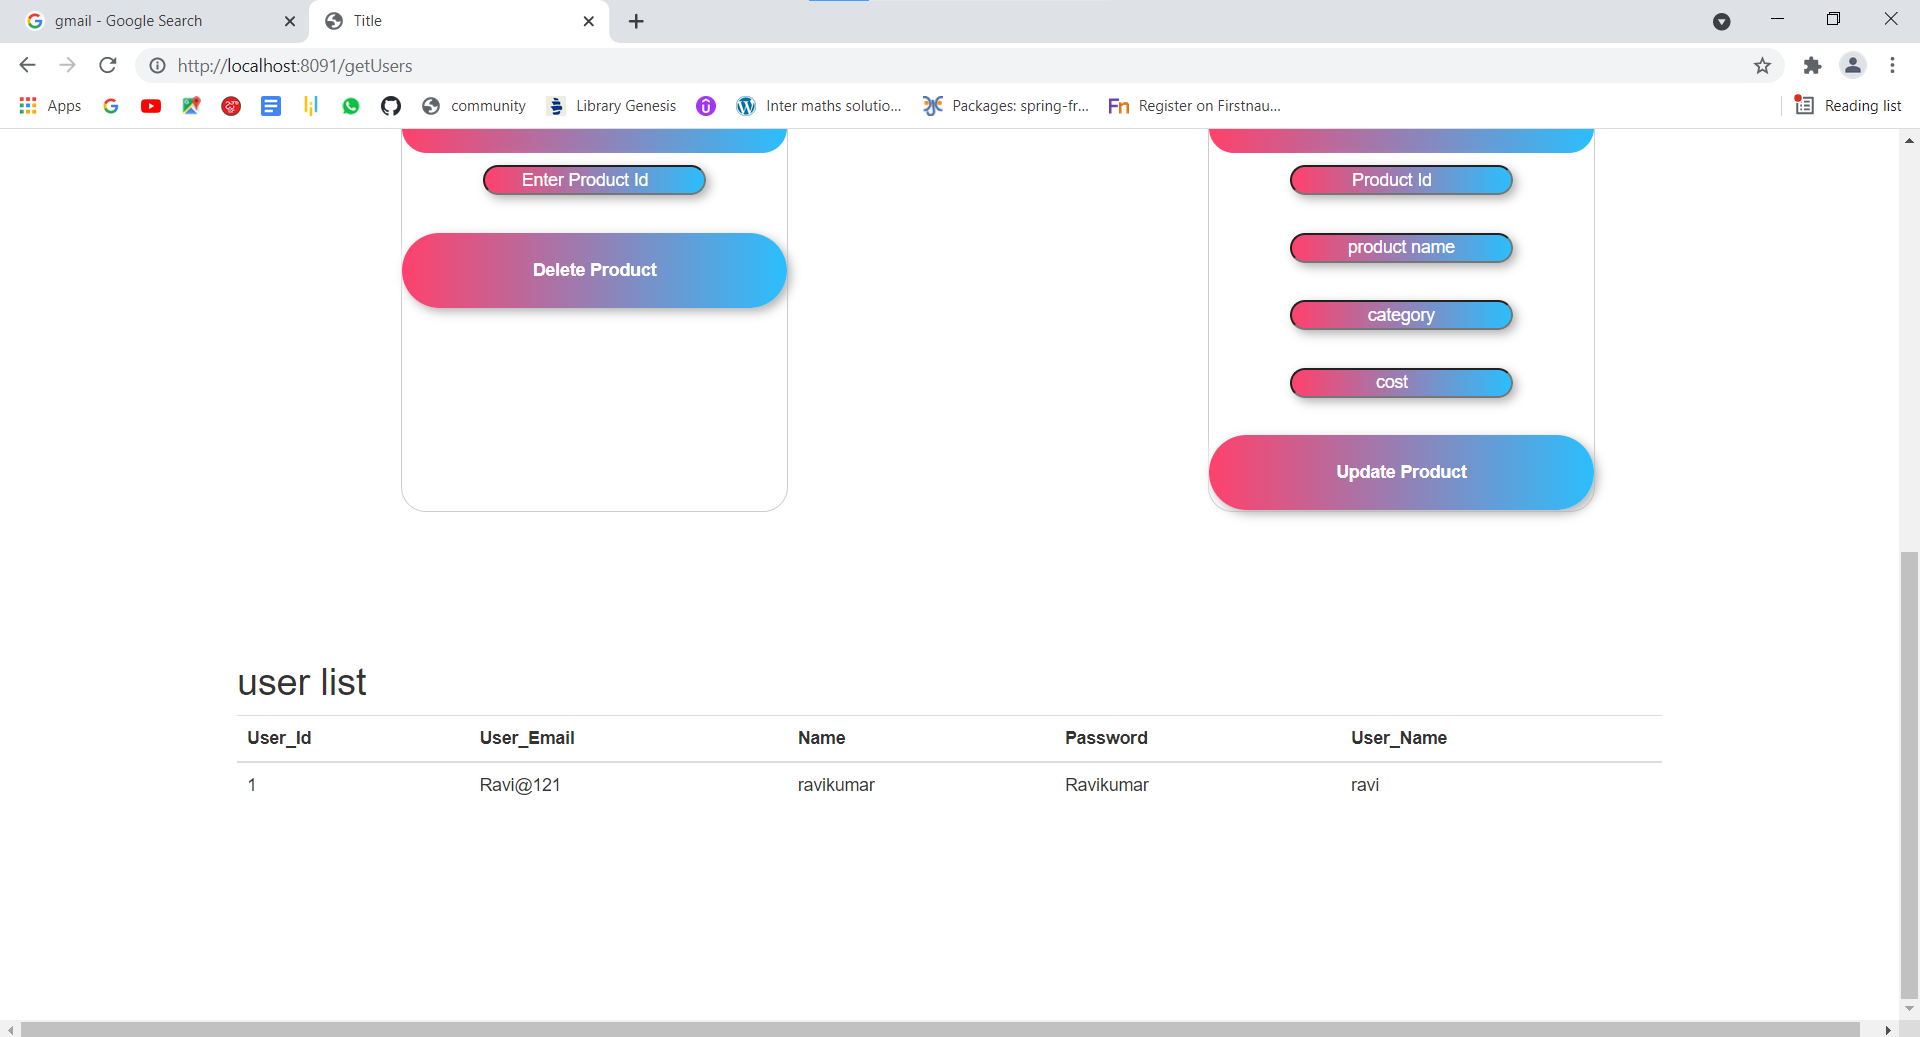 gmail - Google Search
Title
http://localhost:8091/getUsers
Apps community Library Genesis Inter maths solutio... Packages: spring-fr... Fn Register on Firstnau... Reading list
Enter Product Id
Delete Product
Product Id
product name
category
cost
Update Product
user list
User_Id User_Email Name Password User_Name
1 Ravi@121 ravikumar Ravikumar ravi